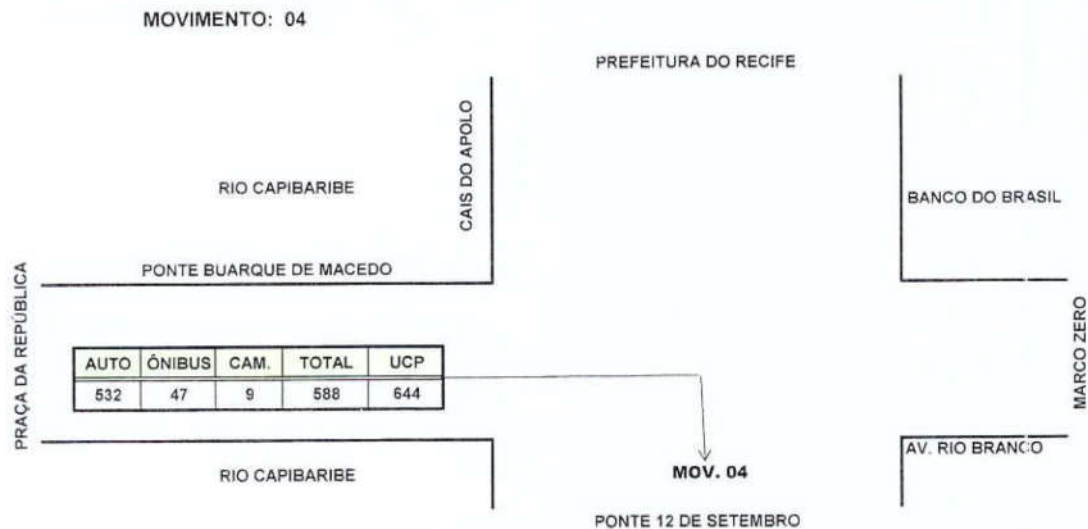 MOVIMENTO: 04
PREFEITURA DO RECIFE
CAIS DO APOLO
RIO CAPIBARIBE
BANCO DO BRASIL
PONTE BUARQUE DE MACEDO
PRAÇA DA REPÚBLICA
MARCO ZERO
AUTO ÔNIBUS CAM. TOTAL UCP
532 47 9 588 644
AV. RIO BRANCO
RIO CAPIBARIBE
MOV. 04
PONTE 12 DE SETEMBRO